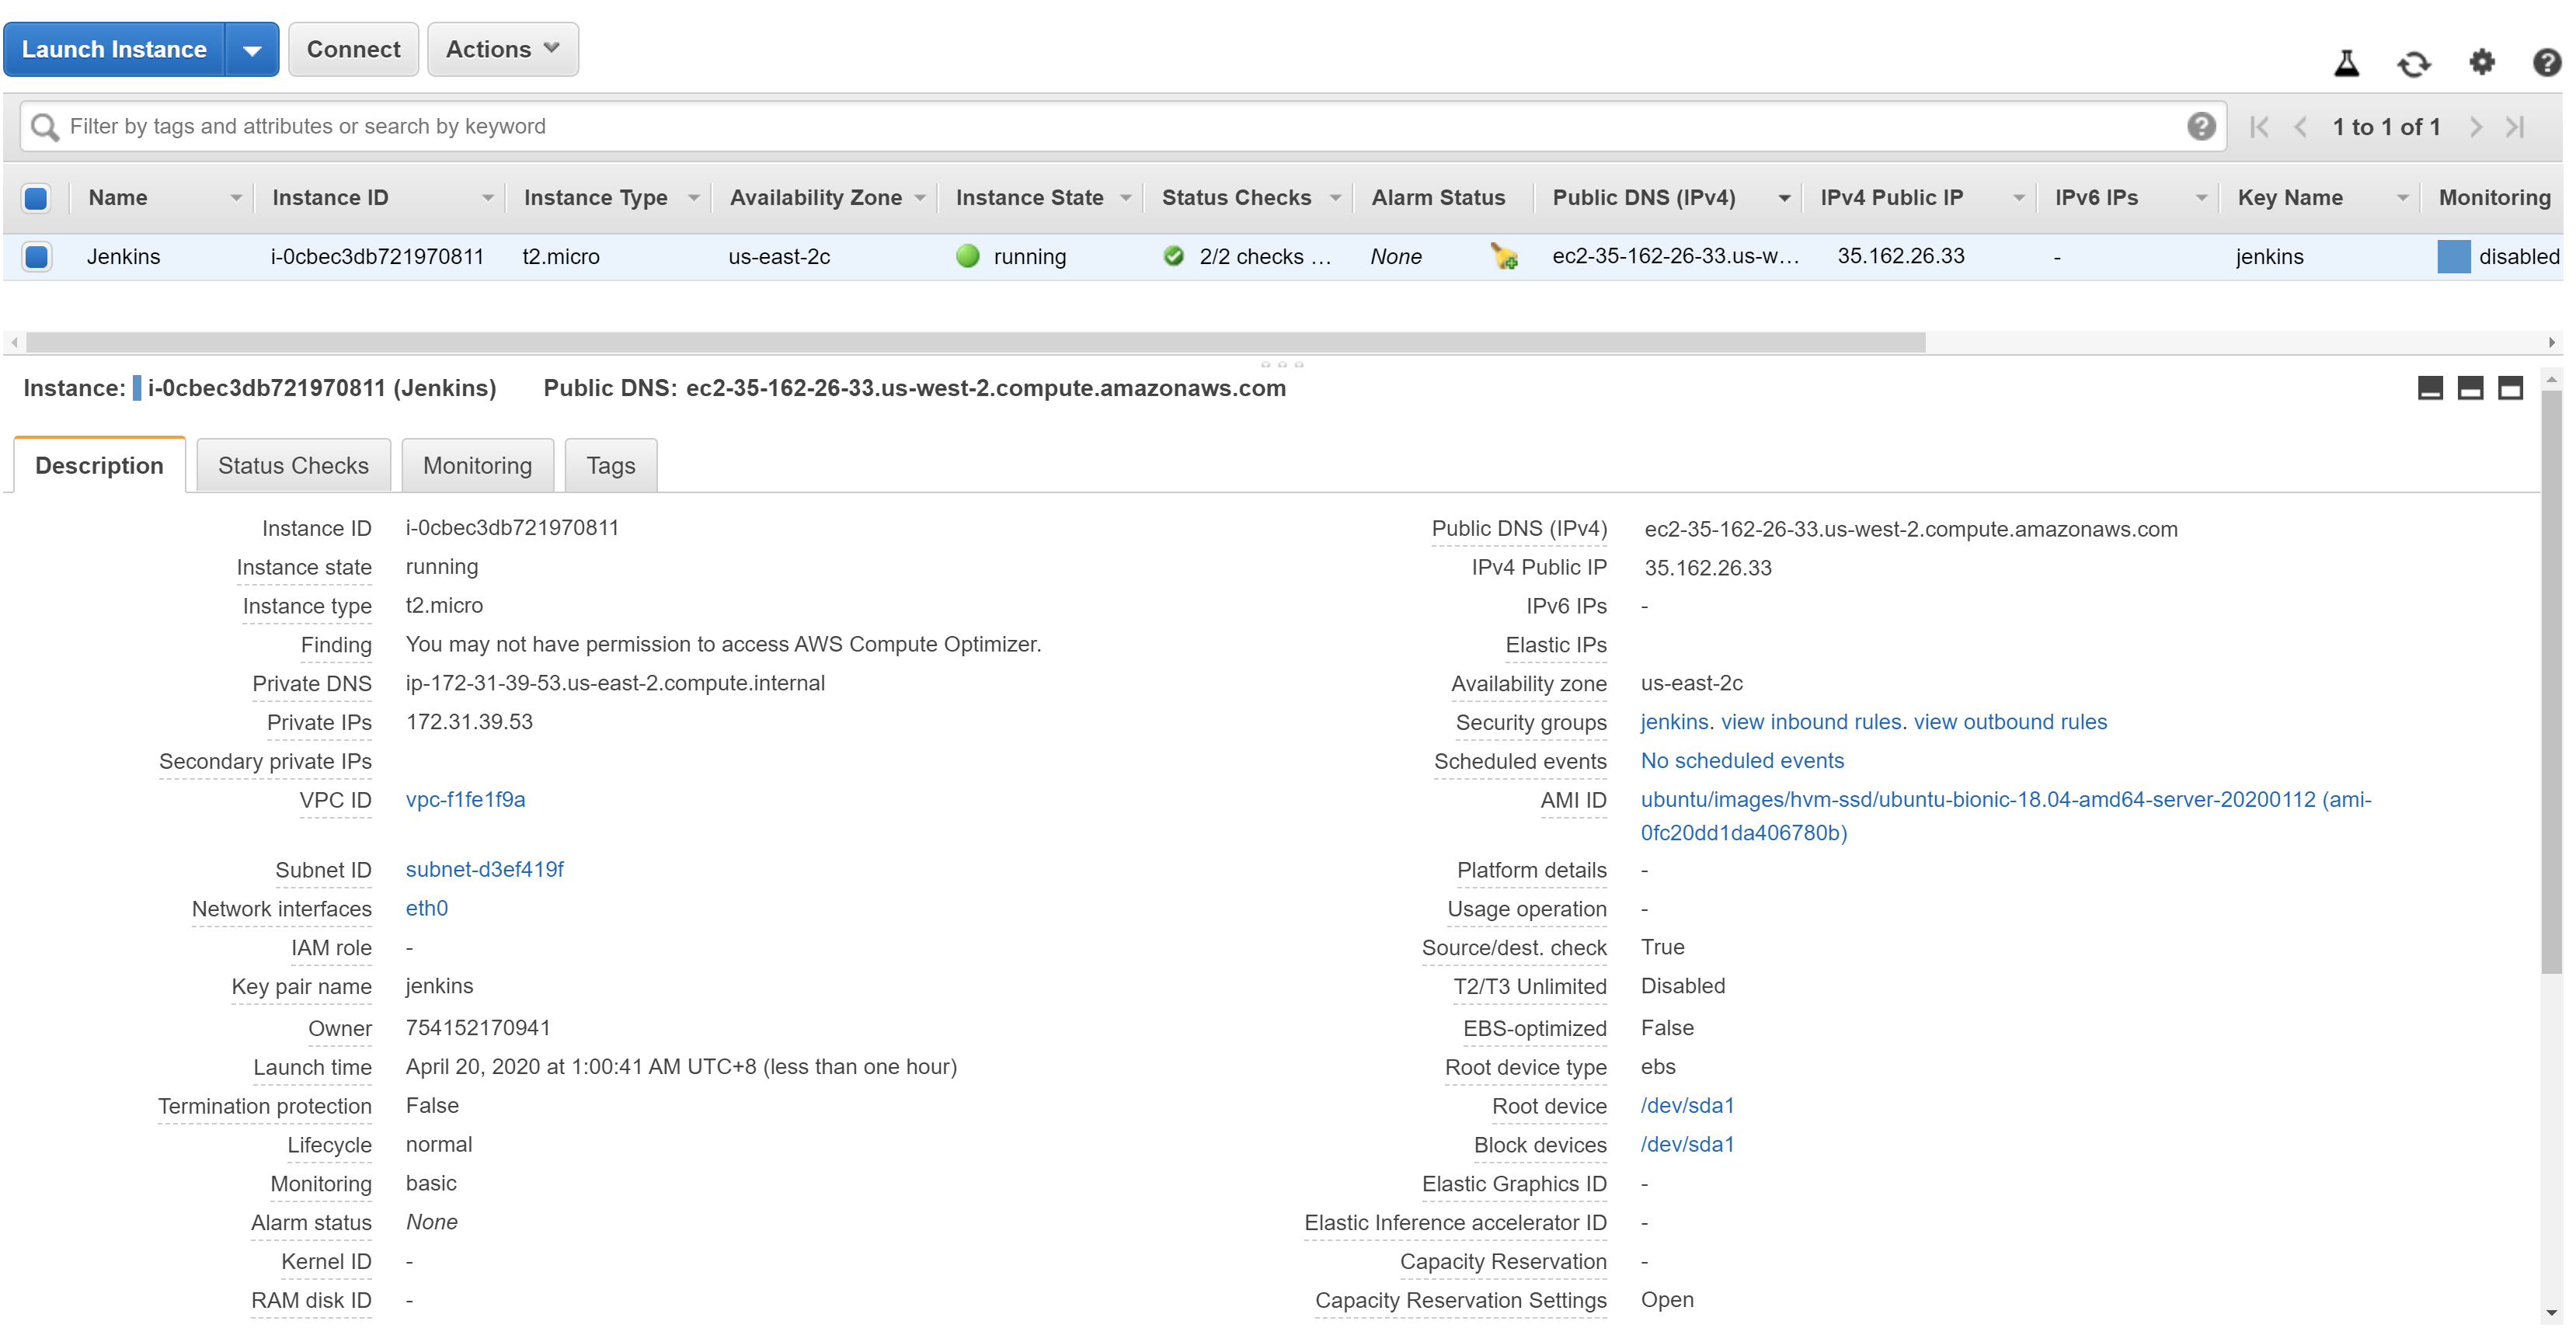 Launch Instance Connect Actions
Filter by tags and attributes or search by keyword 1 to 1 of 1
Name Instance ID Instance Type Availability Zone Instance State Status Checks Alarm Status Public DNS (IPv4) IPv4 Public IP IPv6 IPs Key Name Monitoring
Jenkins i-0cbec3db721970811 t2.micro us-east-2c running 2/2 checks ... None ec2-35-162-26-33.us-w... 35.162.26.33 - jenkins disabled
Instance: i-0cbec3db721970811 (Jenkins) Public DNS: ec2-35-162-26-33.us-west-2.compute.amazonaws.com
Description Status Checks Monitoring Tags
Instance ID i-0cbec3db721970811 Public DNS (IPv4) ec2-35-162-26-33.us-west-2.compute.amazonaws.com
Instance state running IPv4 Public IP 35.162.26.33
Instance type t2.micro IPv6 IPs -
Finding You may not have permission to access AWS Compute Optimizer. Elastic IPs
Private DNS ip-172-31-39-53.us-east-2.compute.internal Availability zone us-east-2c
Private IPs 172.31.39.53 Security groups jenkins. view inbound rules. view outbound rules
Secondary private IPs Scheduled events No scheduled events
VPC ID vpc-f1fe1f9a AMI ID ubuntu/images/hvm-ssd/ubuntu-bionic-18.04-amd64-server-20200112 (ami-
0fc20dd1da406780b)
Subnet ID subnet-d3ef419f Platform details -
Network interfaces eth0 Usage operation -
IAM role - Source/dest. check True
Key pair name jenkins T2/T3 Unlimited Disabled
Owner 754152170941 EBS-optimized False
Launch time April 20, 2020 at 1:00:41 AM UTC+8 (less than one hour) Root device type ebs
Termination protection False Root device /dev/sda1
Lifecycle normal Block devices /dev/sda1
Monitoring basic Elastic Graphics ID -
Alarm status None Elastic Inference accelerator ID -
Kernel ID - Capacity Reservation -
RAM disk ID - Capacity Reservation Settings Open